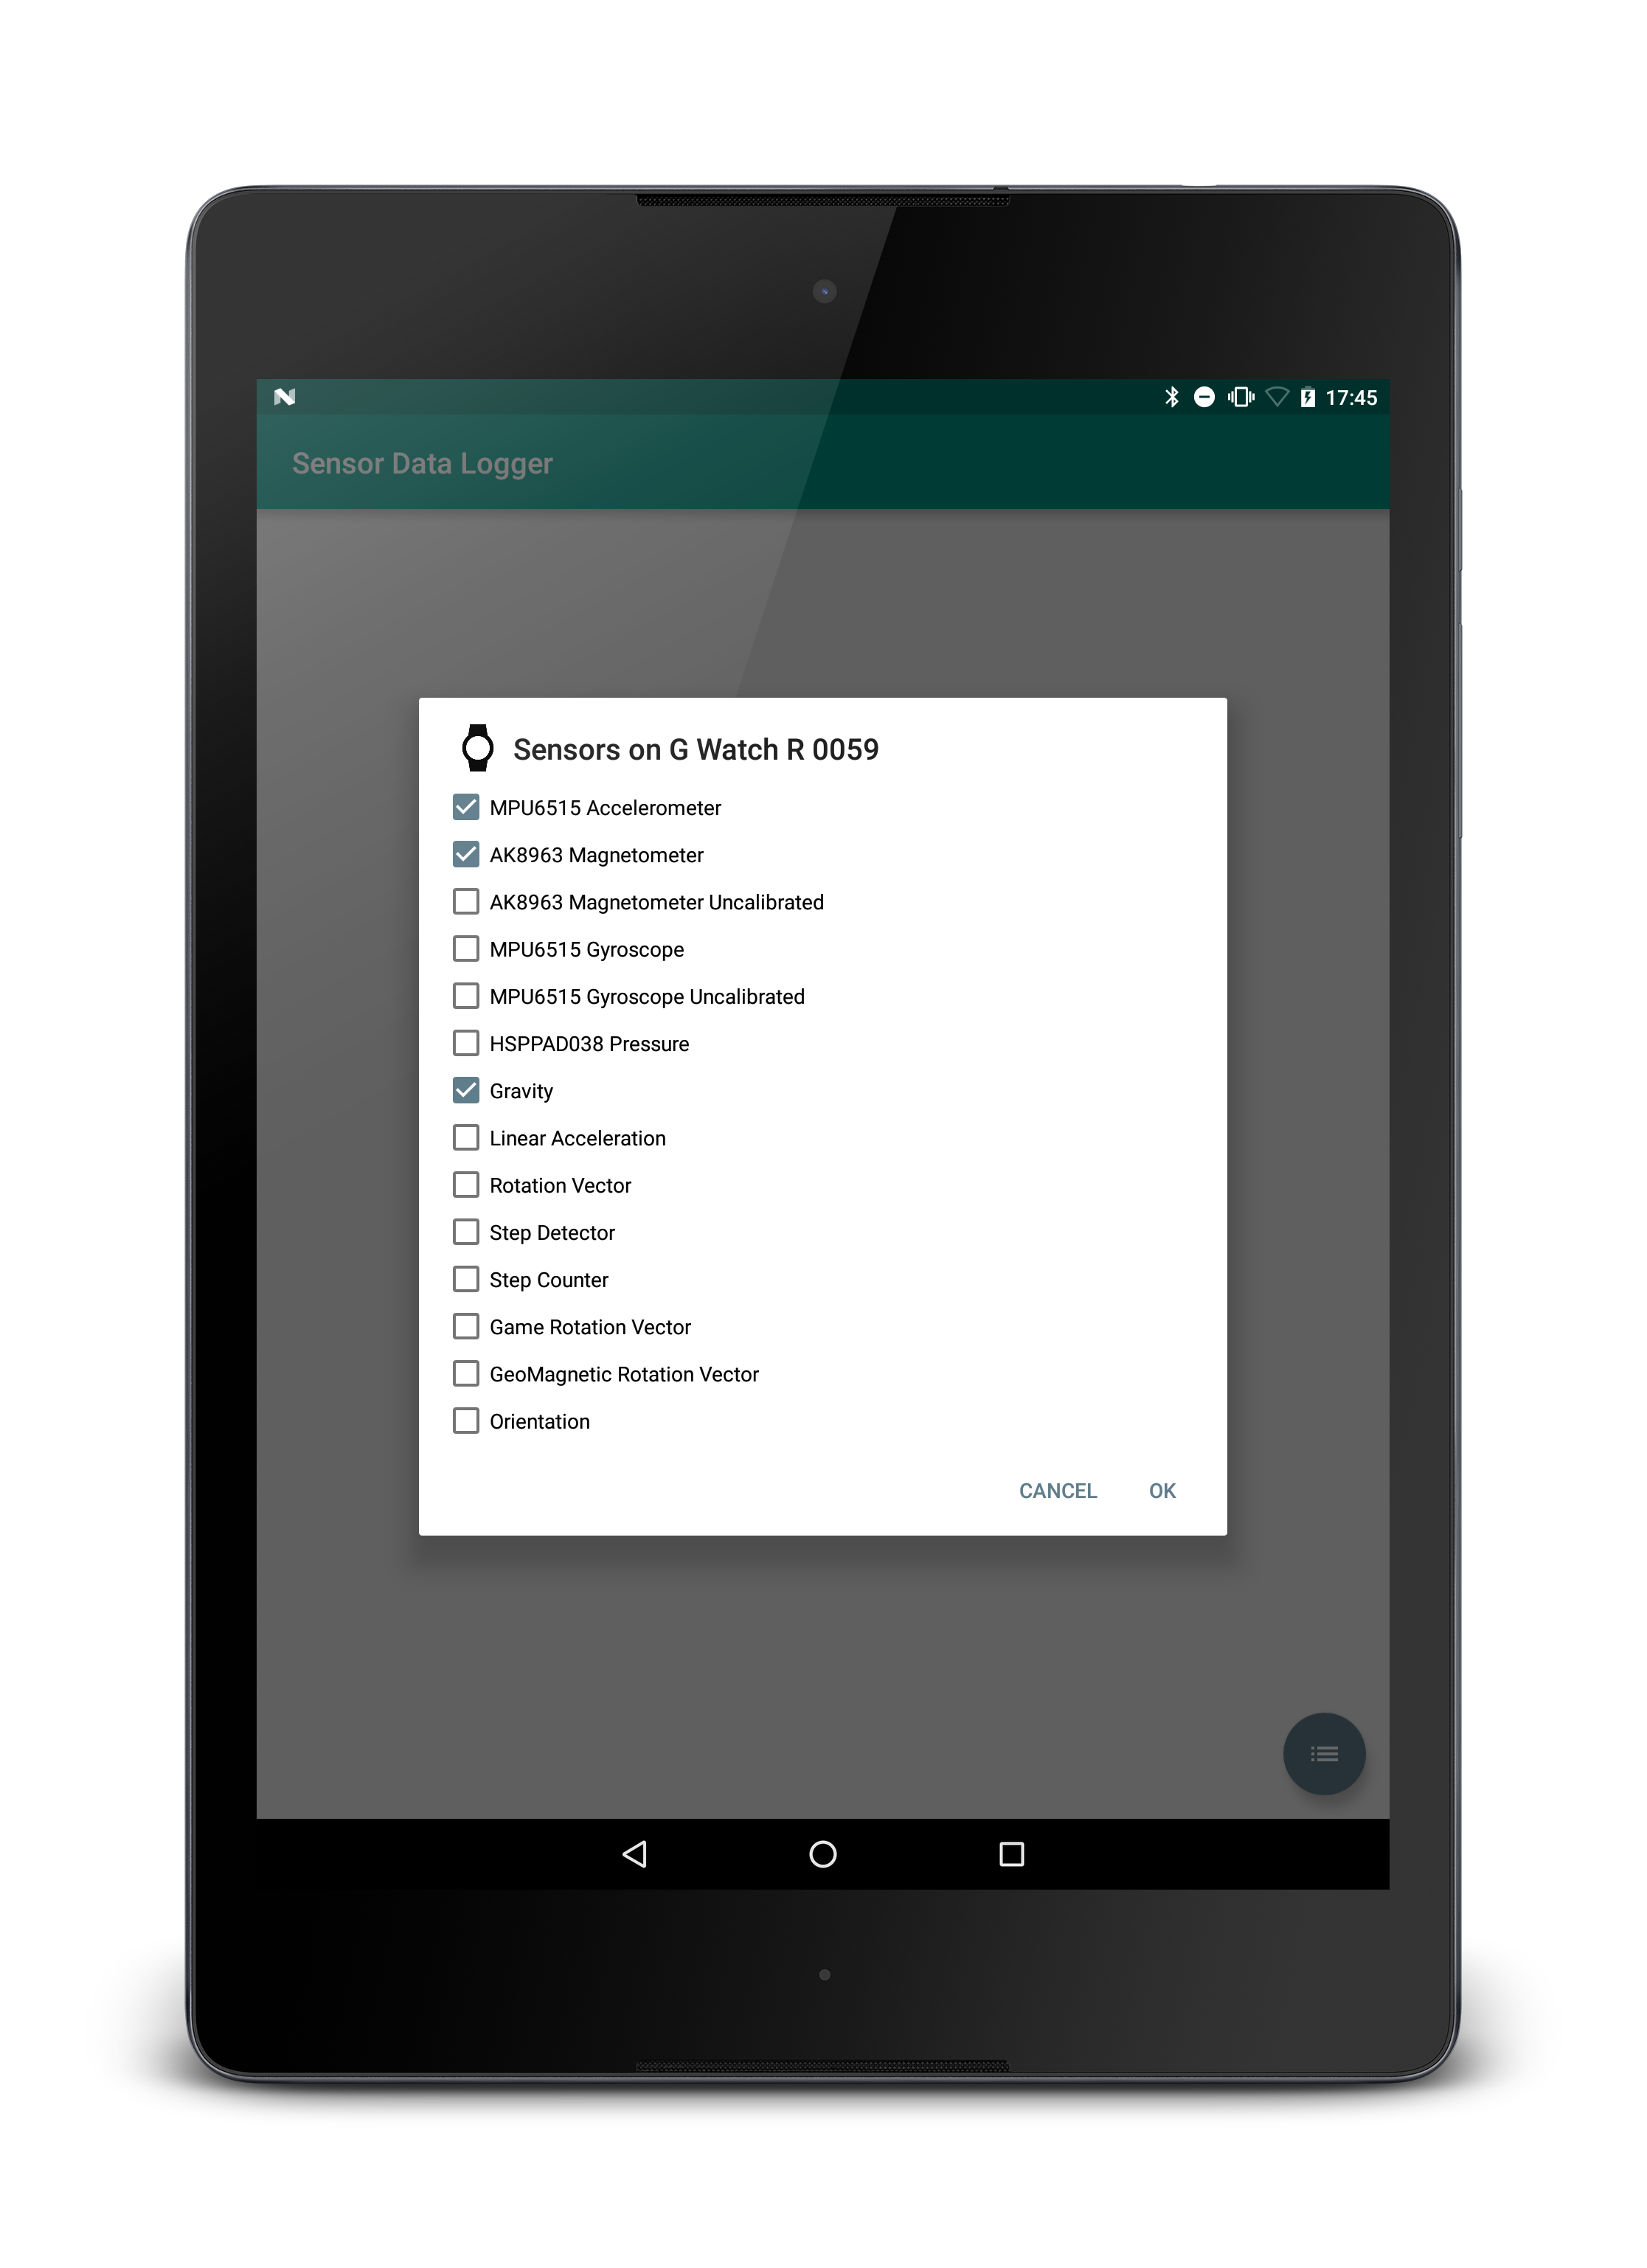 17:45
Sensor Data Logger
Sensors on G Watch R 0059
MPU6515 Accelerometer
AK8963 Magnetometer
AK8963 Magnetometer Uncalibrated
MPU6515 Gyroscope
MPU6515 Gyroscope Uncalibrated
HSPPAD038 Pressure
Gravity
Linear Acceleration
Rotation Vector
Step Detector
Step Counter
Game Rotation Vector
GeoMagnetic Rotation Vector
Orientation
CANCEL OK